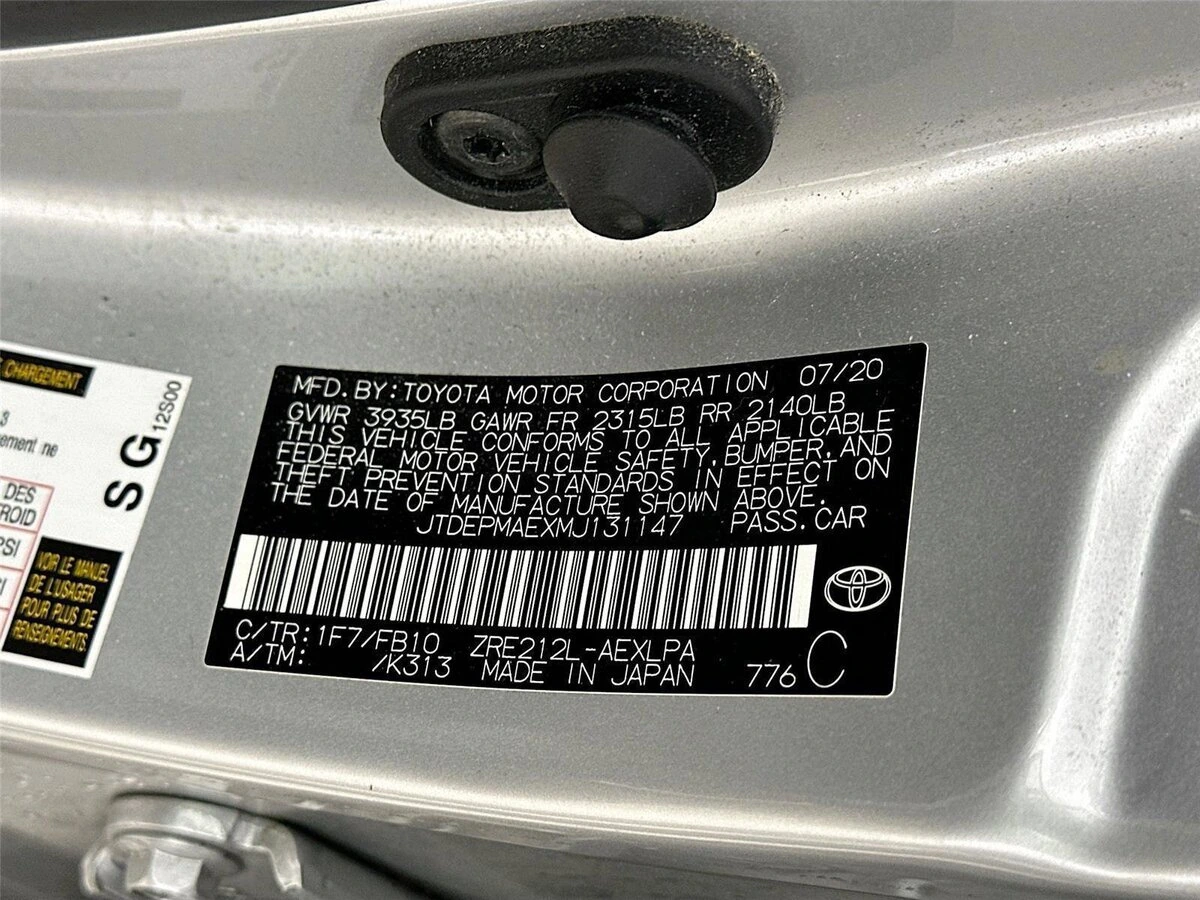 MFD.BY:TOYOTA MOTOR CORPORATION 07/20
GVWR 3935LB GAWR FR 2315LB RR 2140LB
THIS VEHICLE CONFORMS TO ALL APPLICABLE
FEDERAL MOTOR VEHICLE SAFETY,BUMPER,AND
THEFT PREVENTION STANDARDS IN EFFECT ON
THE DATE OF MANUFACTURE SHOWN ABOVE.
JTDEPMAEXMJ131147 PASS.CAR
C/TR:1F7/FB10 ZRE212L-AEXLPA
A/TM: /K313 MADE IN JAPAN 776 C
CHARGEMENT
3
ne
SG
12S00
DES
PSI
VOIR LE MANUEL
DE L'USAGER
POUR PLUS DE
RENSEIGNEMENTS